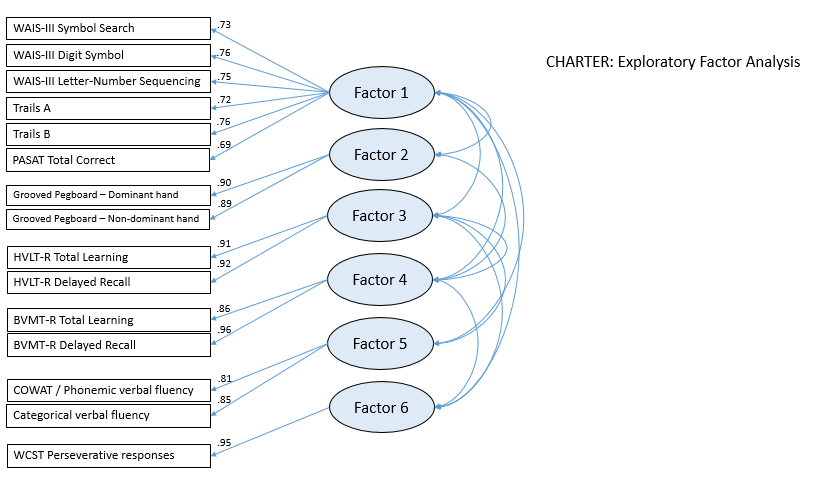 CHARTER: Exploratory Factor Analysis
WAIS-III Symbol Search
.73
WAIS-III Digit Symbol
.76
WAIS-III Letter-Number Sequencing
.75
Trails A
.72
Trails B
.76
PASAT Total Correct
.69
Factor 1
Grooved Pegboard – Dominant hand
.90
Grooved Pegboard – Non-dominant hand
.89
Factor 2
HVLT-R Total Learning
.91
HVLT-R Delayed Recall
.92
Factor 3
BVMT-R Total Learning
.86
BVMT-R Delayed Recall
.96
Factor 4
COWAT / Phonemic verbal fluency
.81
Categorical verbal fluency
.85
Factor 5
WCST Perseverative responses
.95
Factor 6